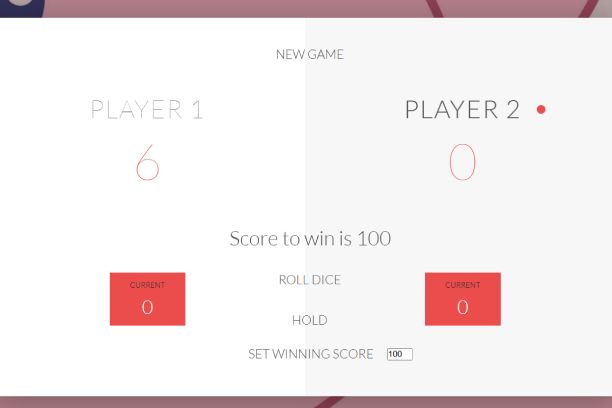 NEW GAME
PLAYER 1
PLAYER 2
6
0
Score to win is 100
CURRENT
0
ROLL DICE
CURRENT
0
HOLD
SET WINNING SCORE 100